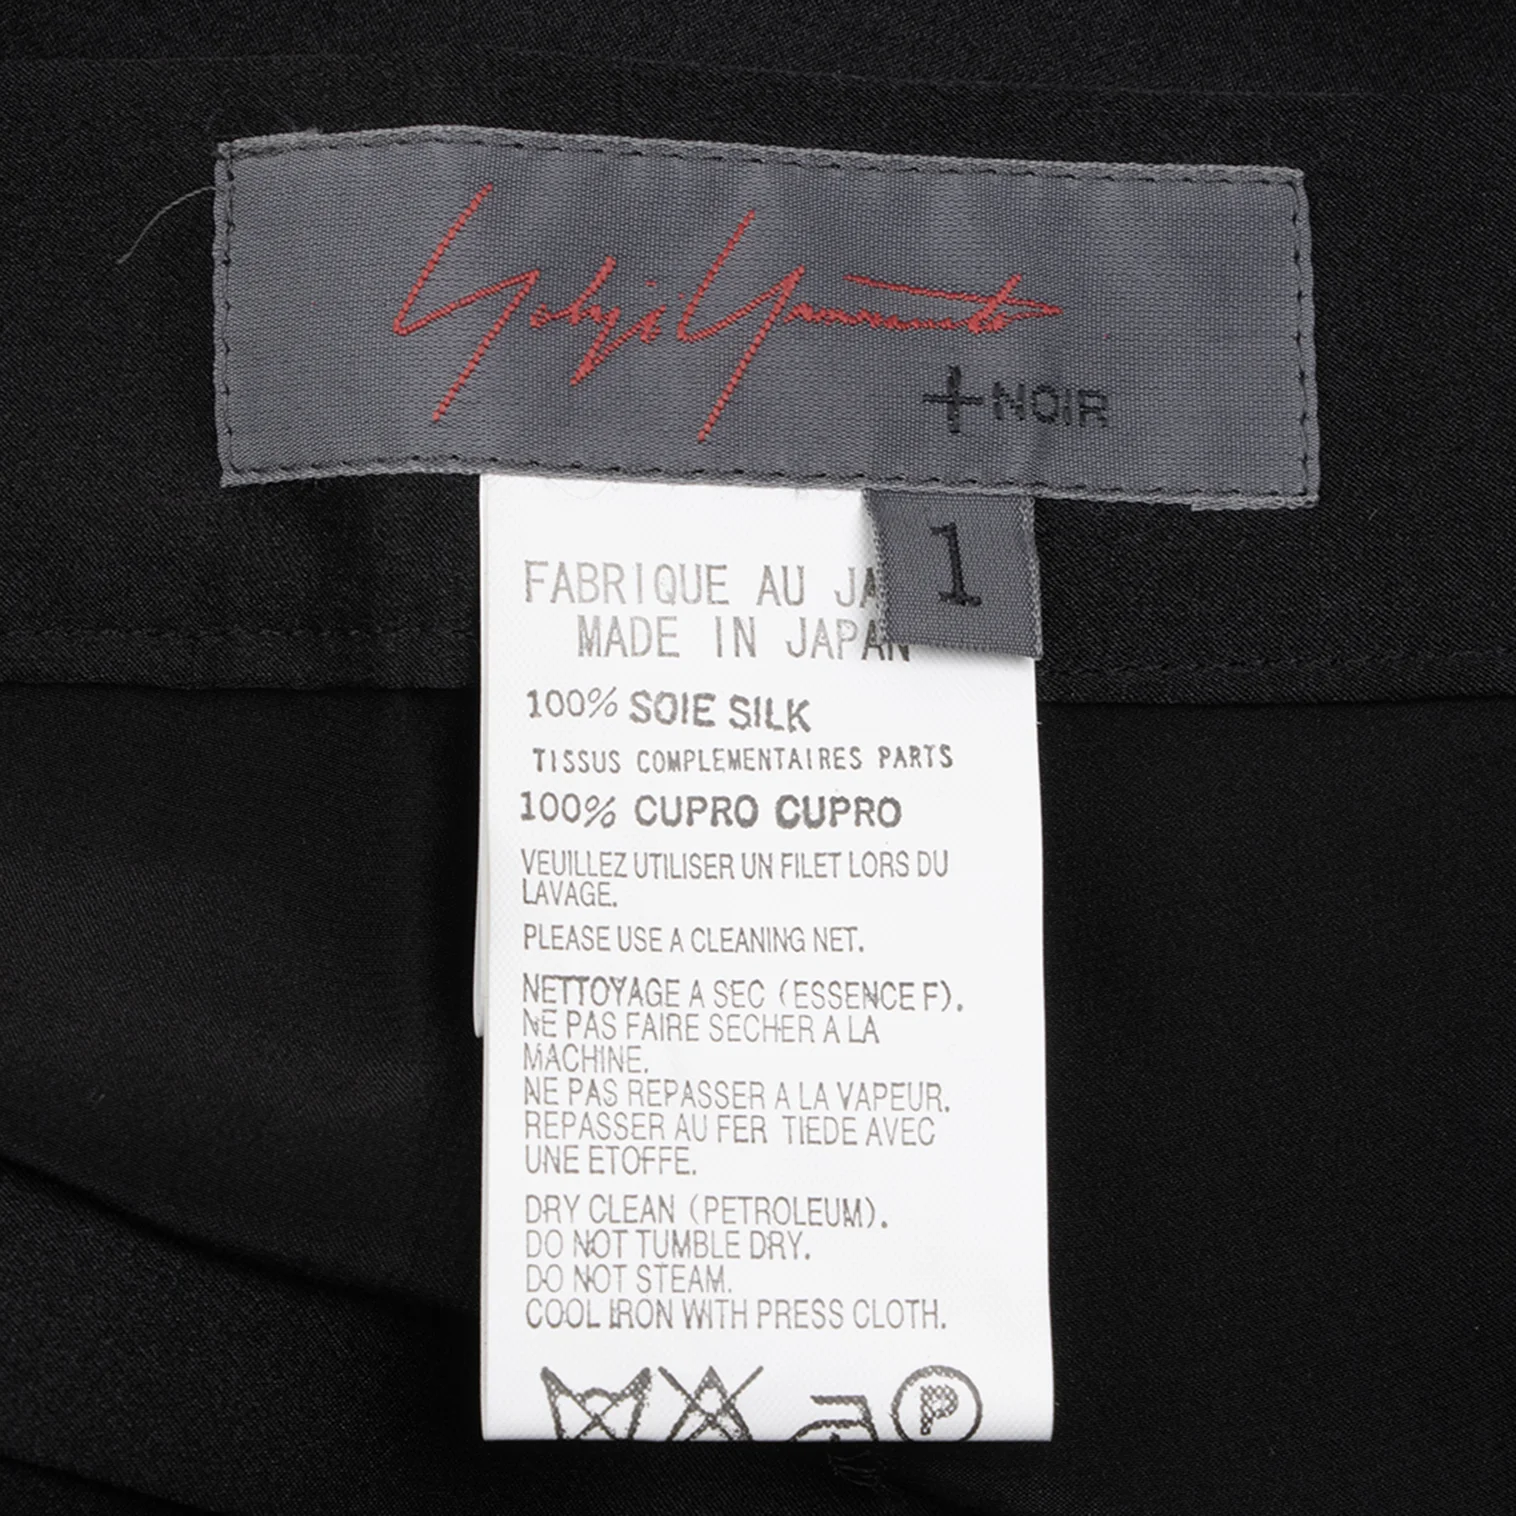 Yohji Yamamoto
+NOIR
1
FABRIQUE AU JA
MADE IN JAPAN
100% SOIE SILK
TISSUS COMPLEMENTAIRES PARTS
100% CUPRO CUPRO
VEUILLEZ UTILISER UN FILET LORS DU
LAVAGE.
PLEASE USE A CLEANING NET.
NETTOYAGE A SEC (ESSENCE F).
NE PAS FAIRE SECHER A LA
MACHINE.
NE PAS REPASSER A LA VAPEUR.
REPASSER AU FER TIEDE AVEC
UNE ETOFFE.
DRY CLEAN (PETROLEUM).
DO NOT TUMBLE DRY.
DO NOT STEAM.
COOL IRON WITH PRESS CLOTH.
P